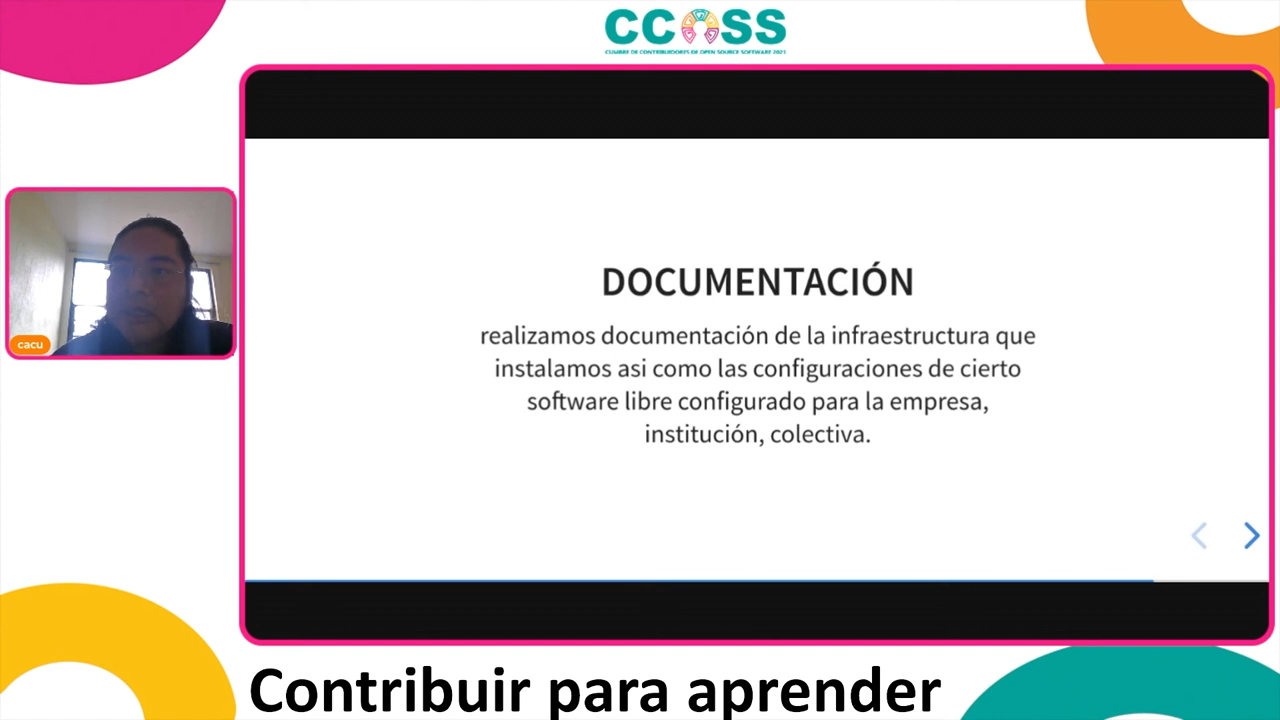 CCOSS
CUMBRE DE CONTRIBUIDORES DE OPEN SOURCE SOFTWARE 2021
cacu
DOCUMENTACIÓN
realizamos documentación de la infraestructura que
instalamos asi como las configuraciones de cierto
software libre configurado para la empresa,
institución, colectiva.
Contribuir para aprender